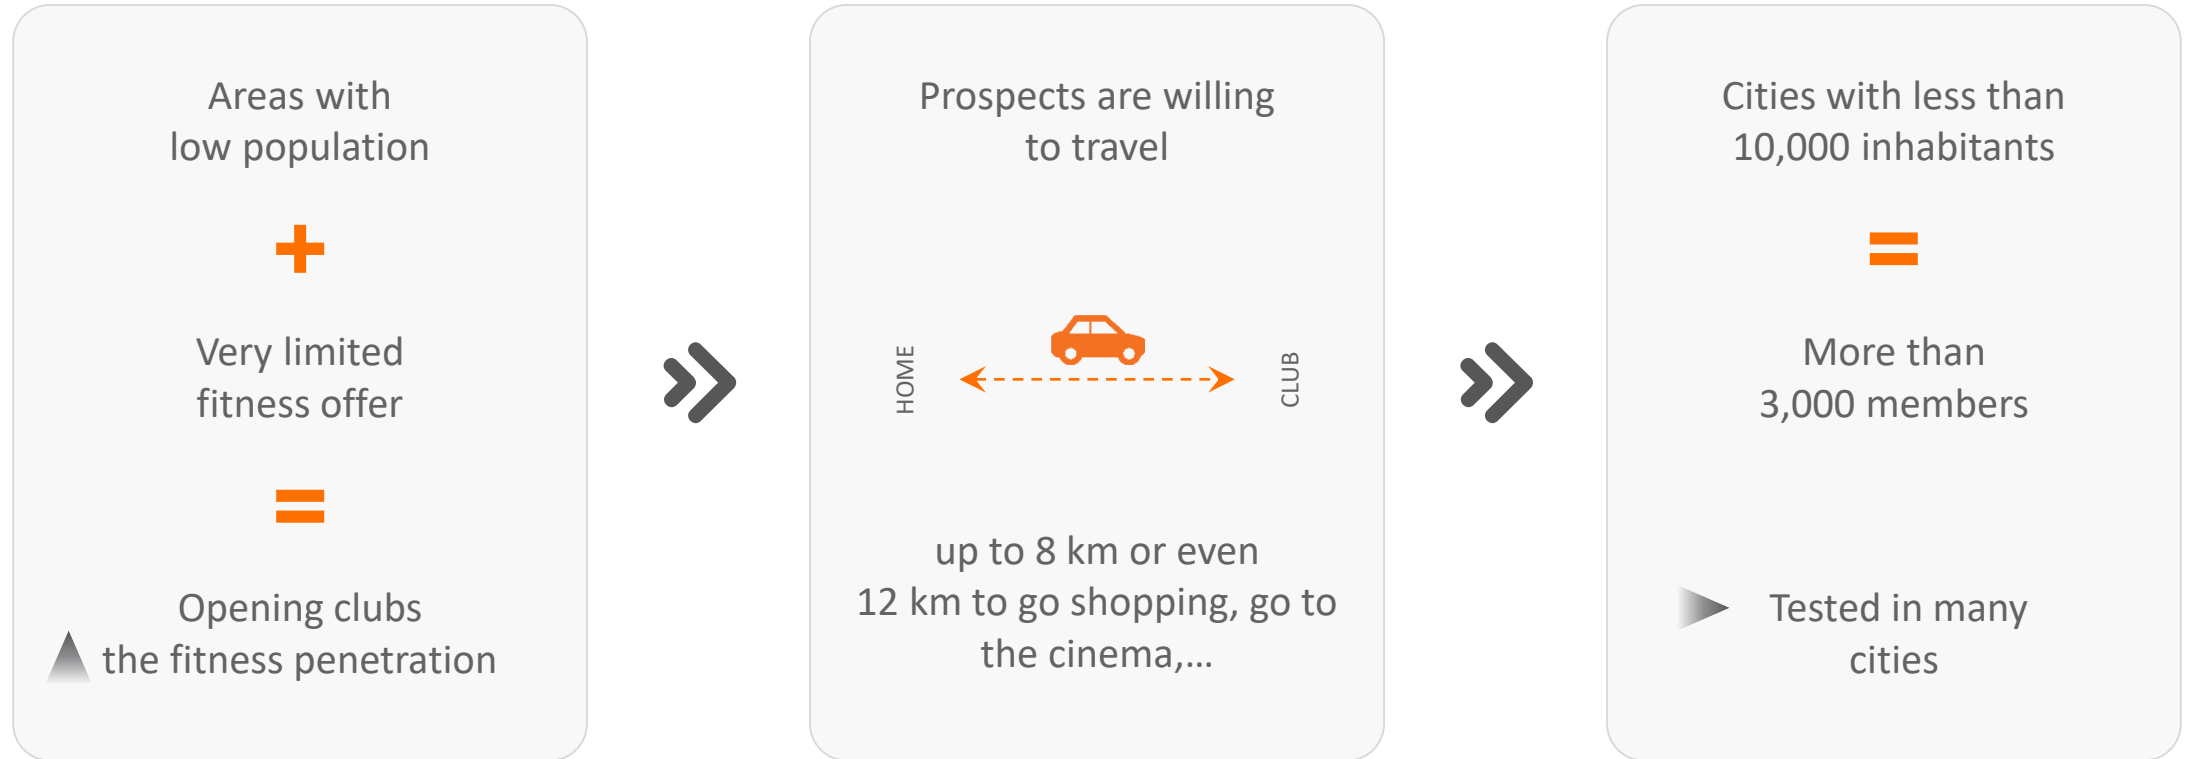 Areas with
low population
+
Very limited
fitness offer
=
Opening clubs
the fitness penetration
Prospects are willing
to travel
HOME
CLUB
up to 8 km or even
12 km to go shopping, go to
the cinema,...
Cities with less than
10,000 inhabitants
=
More than
3,000 members
Tested in many
cities